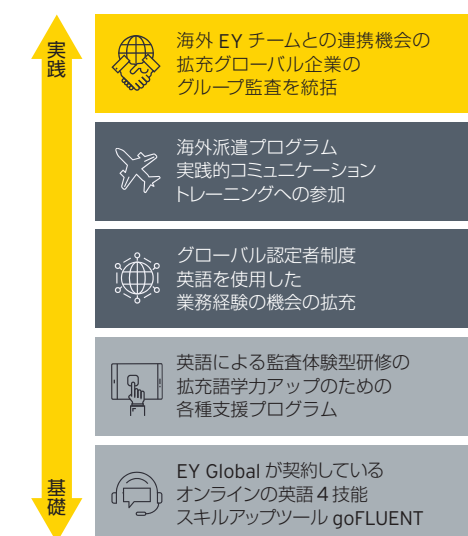 実践
海外 EY チームとの連携機会の
拡充グローバル企業の
グループ監査を統括
海外派遣プログラム
実践的コミュニケーション
トレーニングへの参加
グローバル認定者制度
英語を使用した
業務経験の機会の拡充
英語による監査体験型研修の
拡充語学力アップのための
各種支援プログラム
基礎
EY Global が契約している
オンラインの英語４技能
スキルアップツール goFLUENT